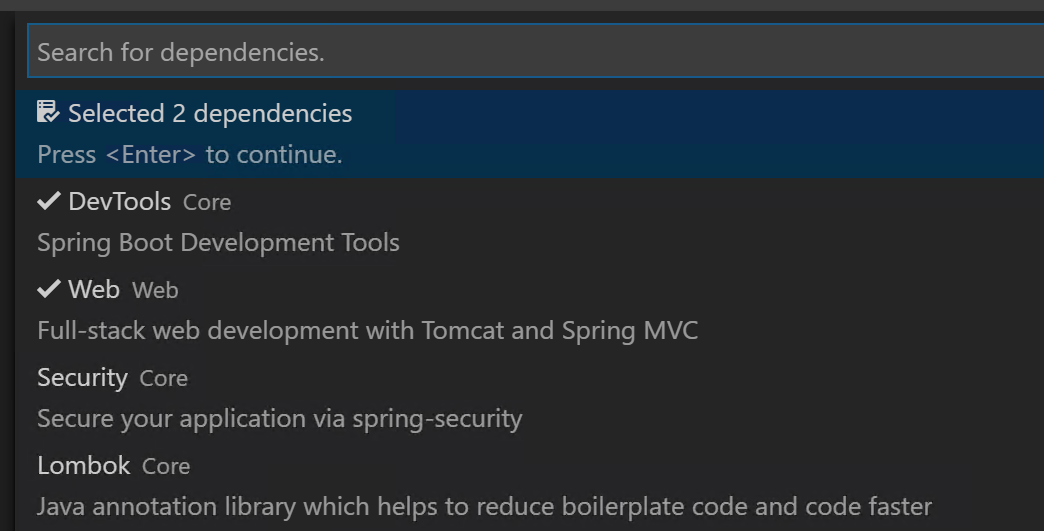 Search for dependencies.
Selected 2 dependencies
Press <Enter> to continue.
DevTools Core
Spring Boot Development Tools
Web Web
Full-stack web development with Tomcat and Spring MVC
Security Core
Secure your application via spring-security
Lombok Core
Java annotation library which helps to reduce boilerplate code and code faster